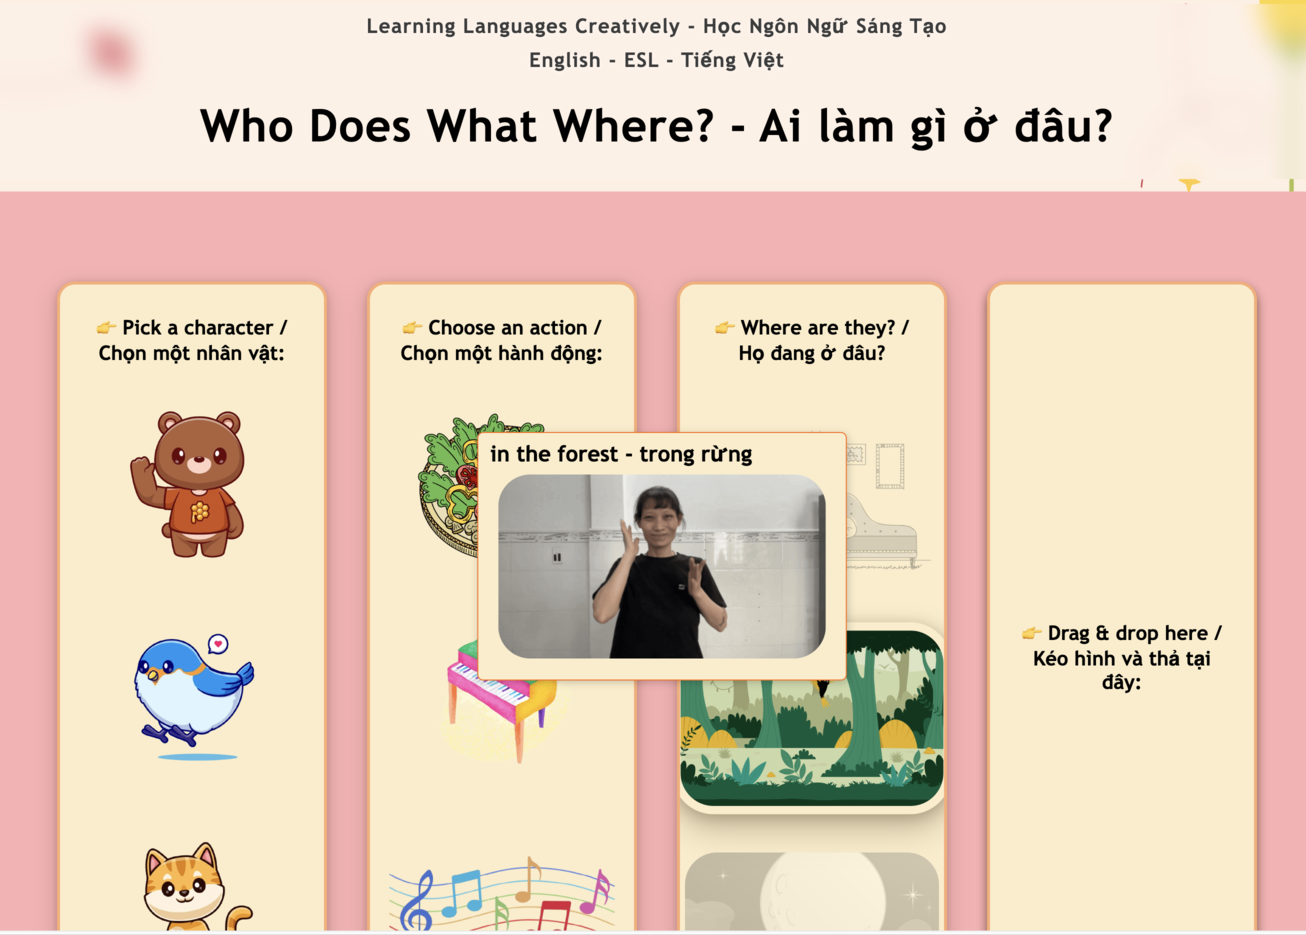 Learning Languages Creatively - Học Ngôn Ngữ Sáng Tạo
English - ESL - Tiếng Việt
Who Does What Where? - Ai làm gì ở đâu?
👉 Pick a character /
Chọn một nhân vật:
👉 Choose an action /
Chọn một hành động:
👉 Where are they? /
Họ đang ở đâu?
in the forest - trong rừng
👉 Drag & drop here /
Kéo hình và thả tại
đây: